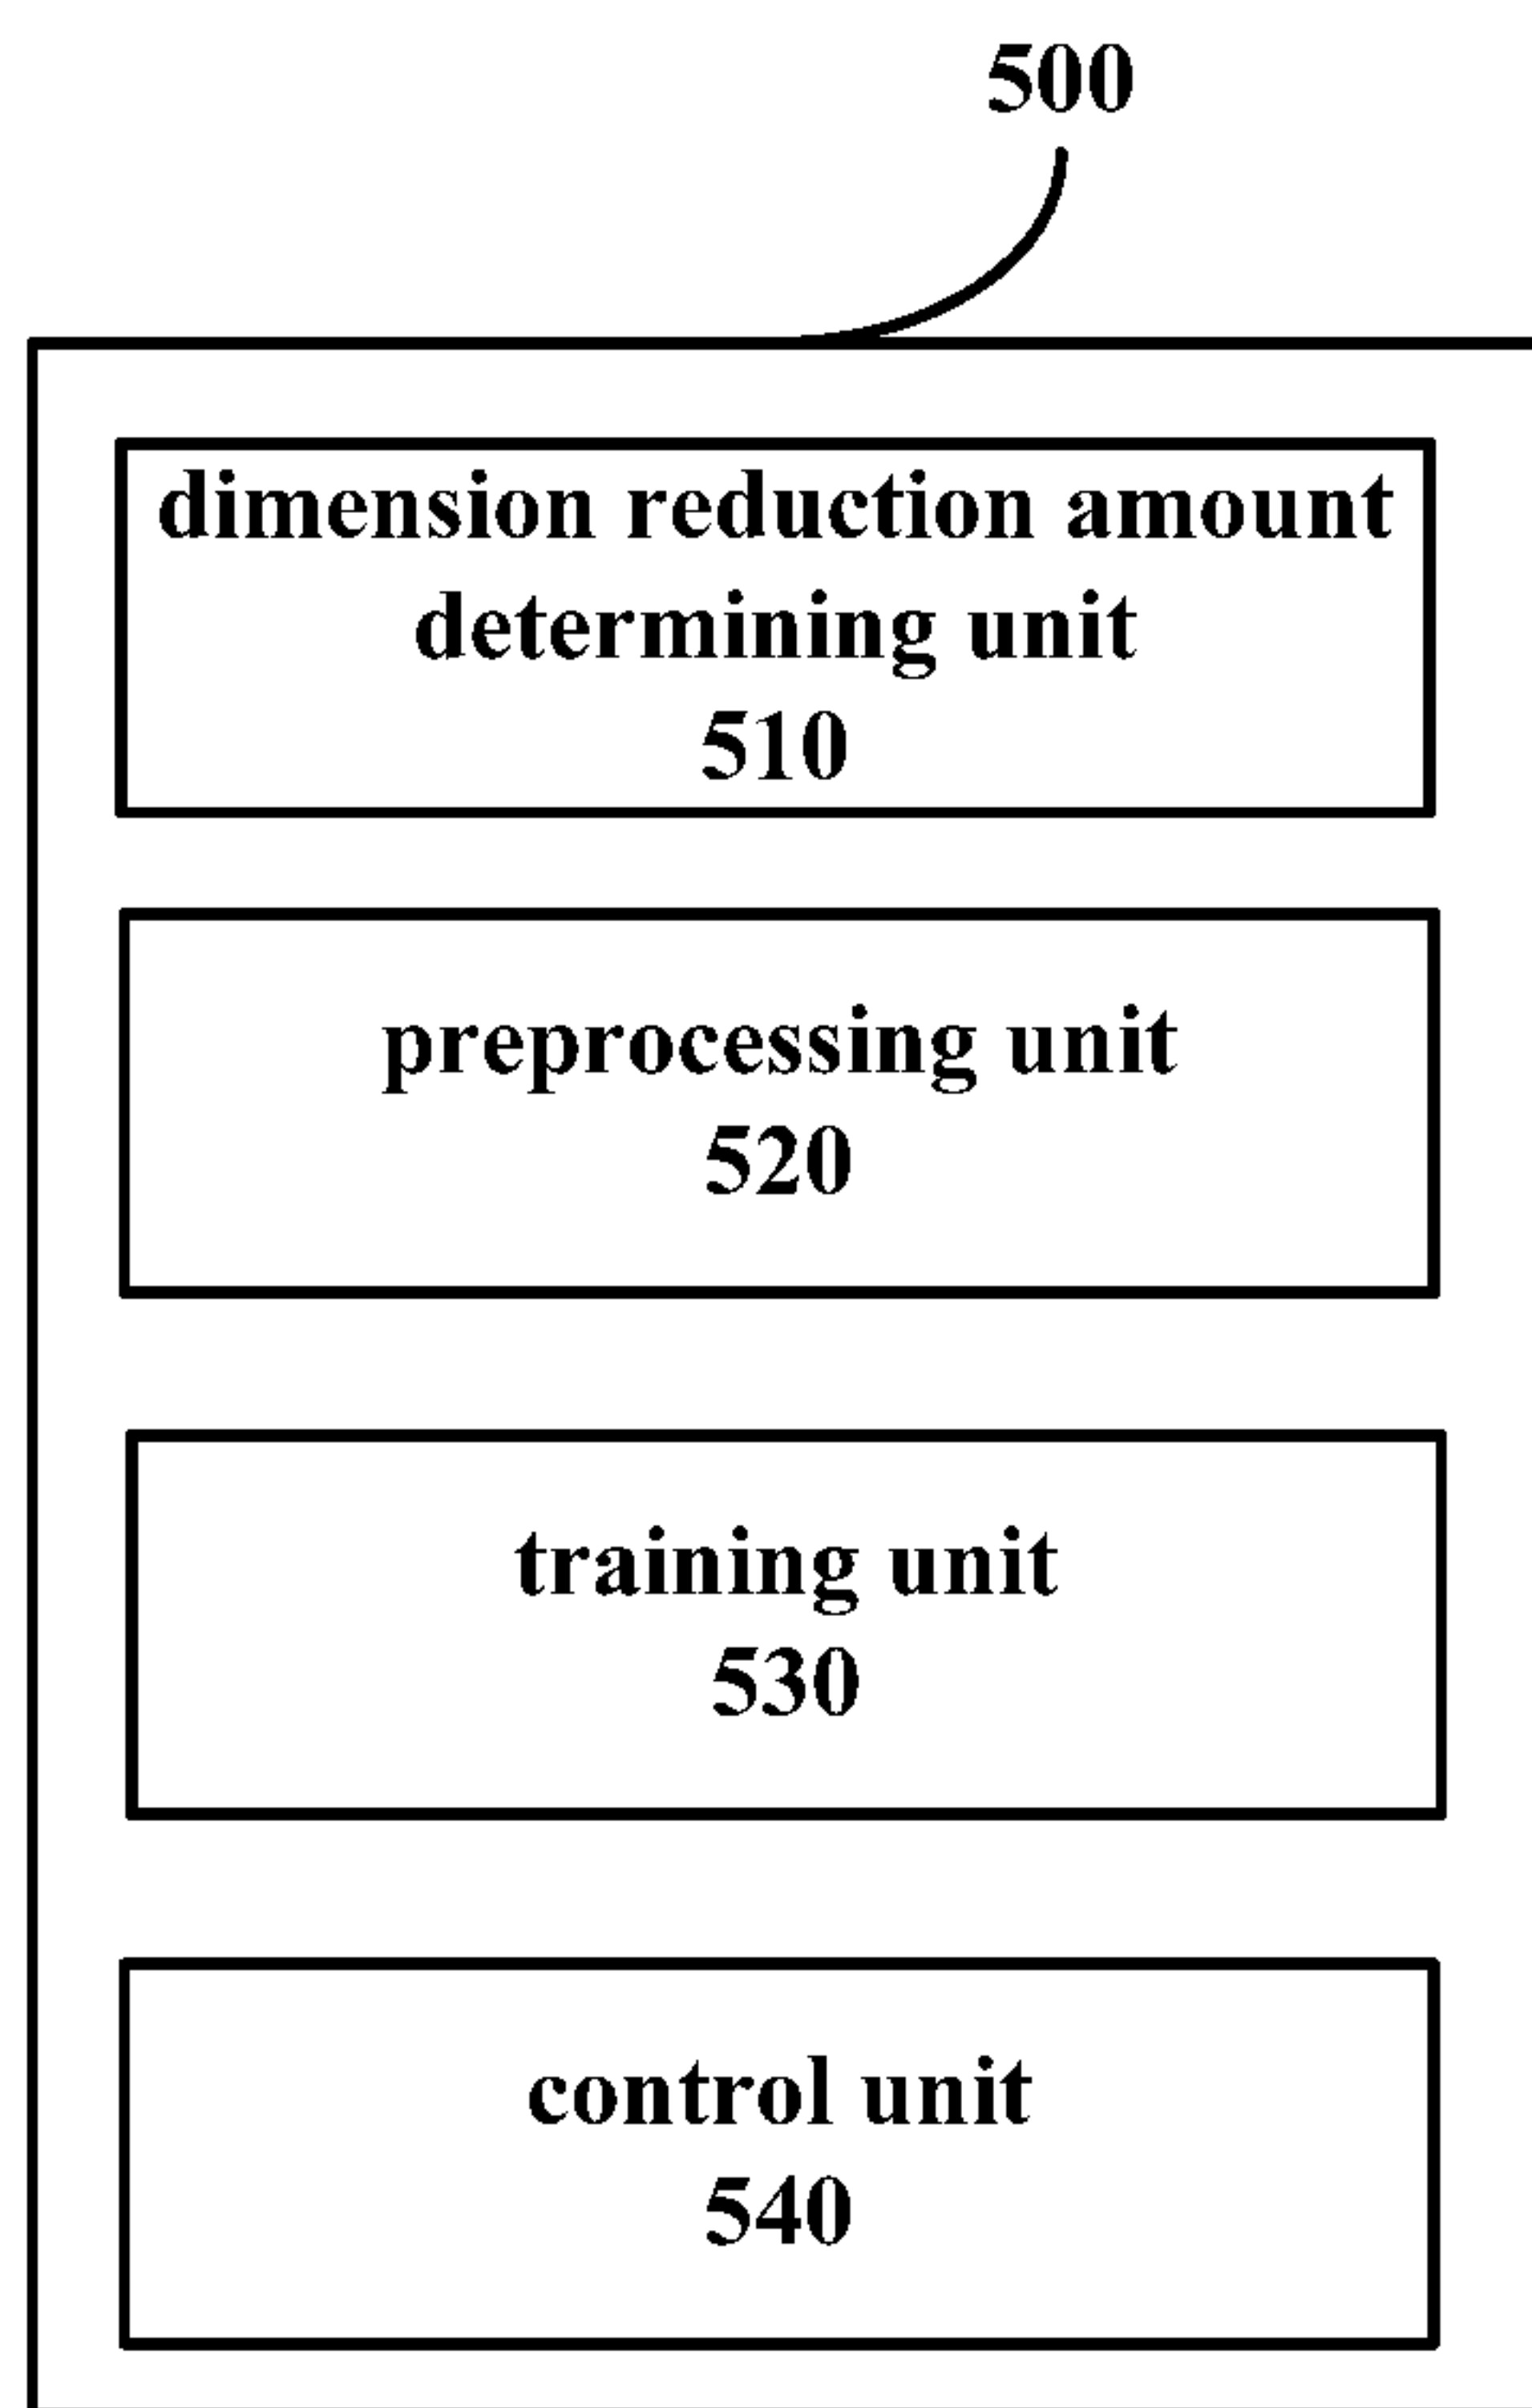 500
dimension reduction amount
determining unit
510
preprocessing unit
520
training unit
530
control unit
540